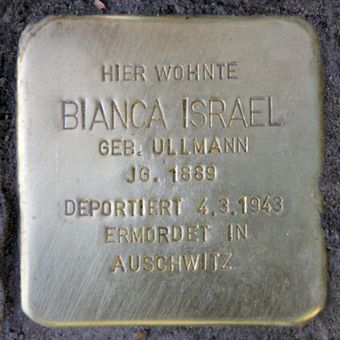 HIER WOHNTE
BIANCA ISRAEL
GEB. ULLMANN
JG. 1889
DEPORTIERT 4.3.1943
ERMORDET IN
AUSCHWITZ